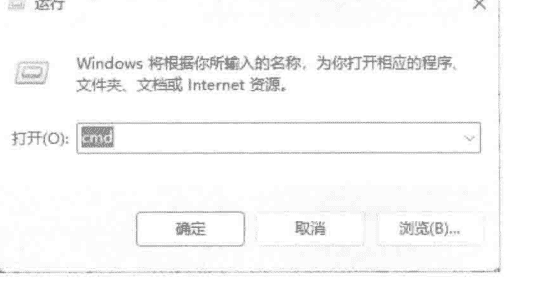 运行
Windows 将根据你所输入的名称，为你打开相应的程序、
文件夹、文档或 Internet 资源。
打开(O): cmd
确定 取消 浏览(B)...